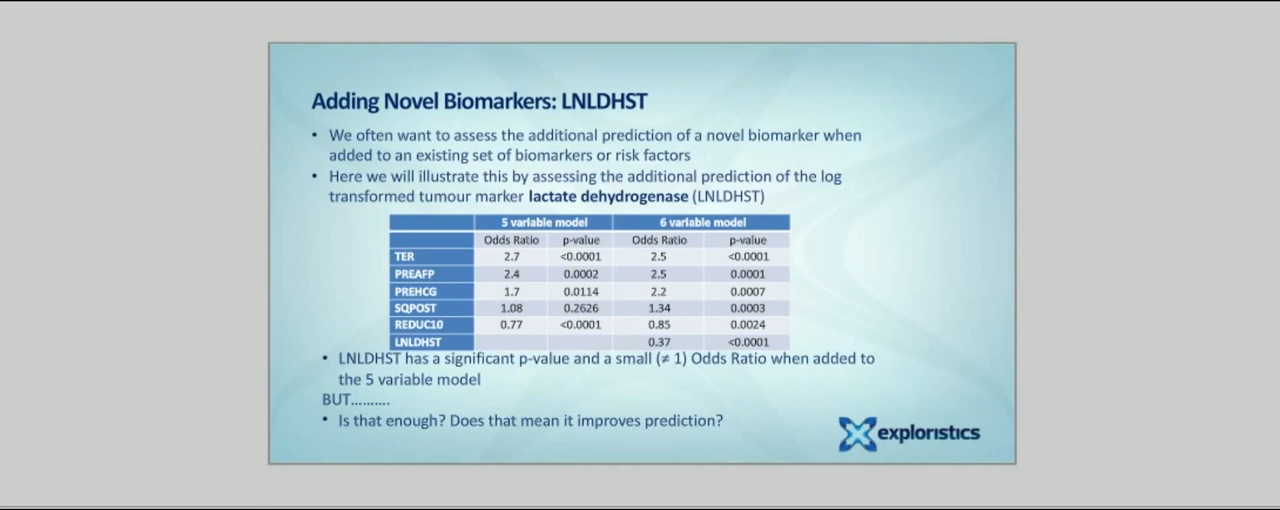 Adding Novel Biomarkers: LNLDHST
• We often want to assess the additional prediction of a novel biomarker when
added to an existing set of biomarkers or risk factors
• Here we will illustrate this by assessing the additional prediction of the log
transformed tumour marker lactate dehydrogenase (LNLDHST)
5 variable model 6 variable model
Odds Ratio p-value Odds Ratio p-value
TER 2.7 <0.0001 2.5 <0.0001
PREAFP 2.4 0.0002 2.5 0.0001
PREHCG 1.7 0.0114 2.2 0.0007
SQPOST 1.08 0.2626 1.34 0.0003
REDUC10 0.77 <0.0001 0.85 0.0024
LNLDHST 0.37 <0.0001
• LNLDHST has a significant p-value and a small (≠ 1) Odds Ratio when added to
the 5 variable model
BUT..........
• Is that enough? Does that mean it improves prediction?
exploristics